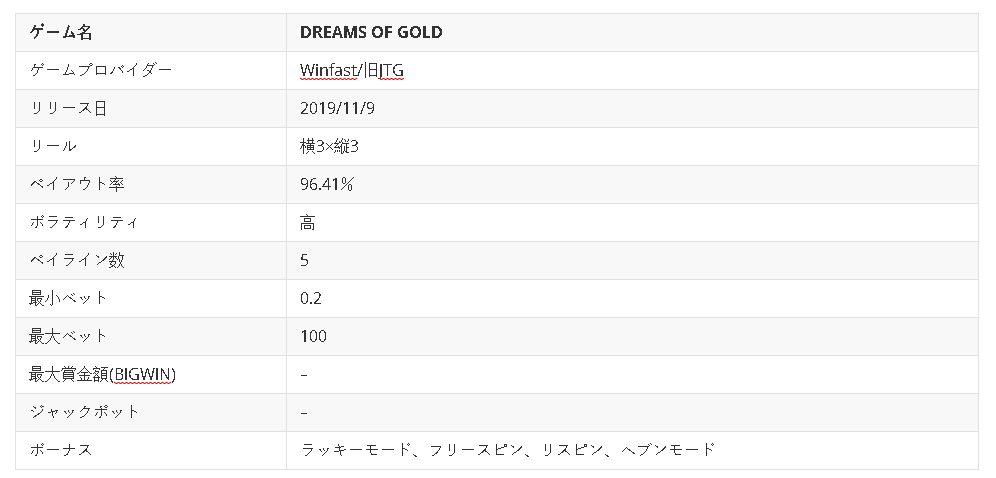 ゲーム名 DREAMS OF GOLD
ゲームプロバイダー Winfast/旧JTG
リリース日 2019/11/9
リール 横3×縦3
ペイアウト率 96.41%
ボラティリティ 高
ペイライン数 5
最小ベット 0.2
最大ベット 100
最大賞金額(BIGWIN) –
ジャックポット –
ボーナス ラッキーモード、フリースピン、リスピン、ヘブンモード